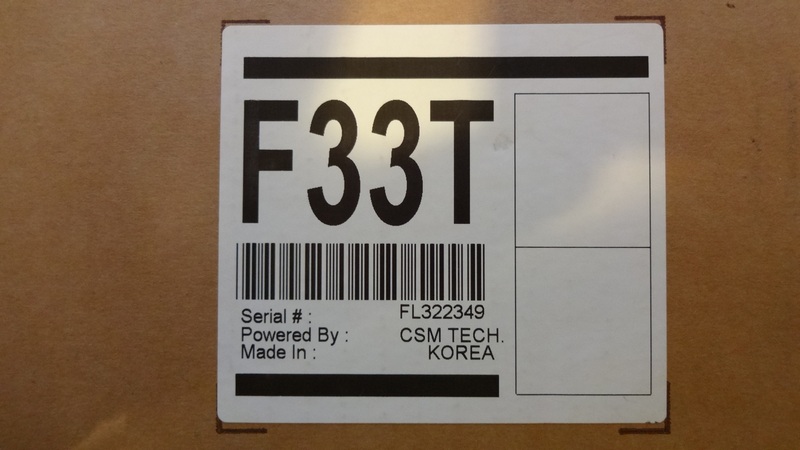 F33T
Serial # : FL322349
Powered By : CSM TECH.
Made In : KOREA